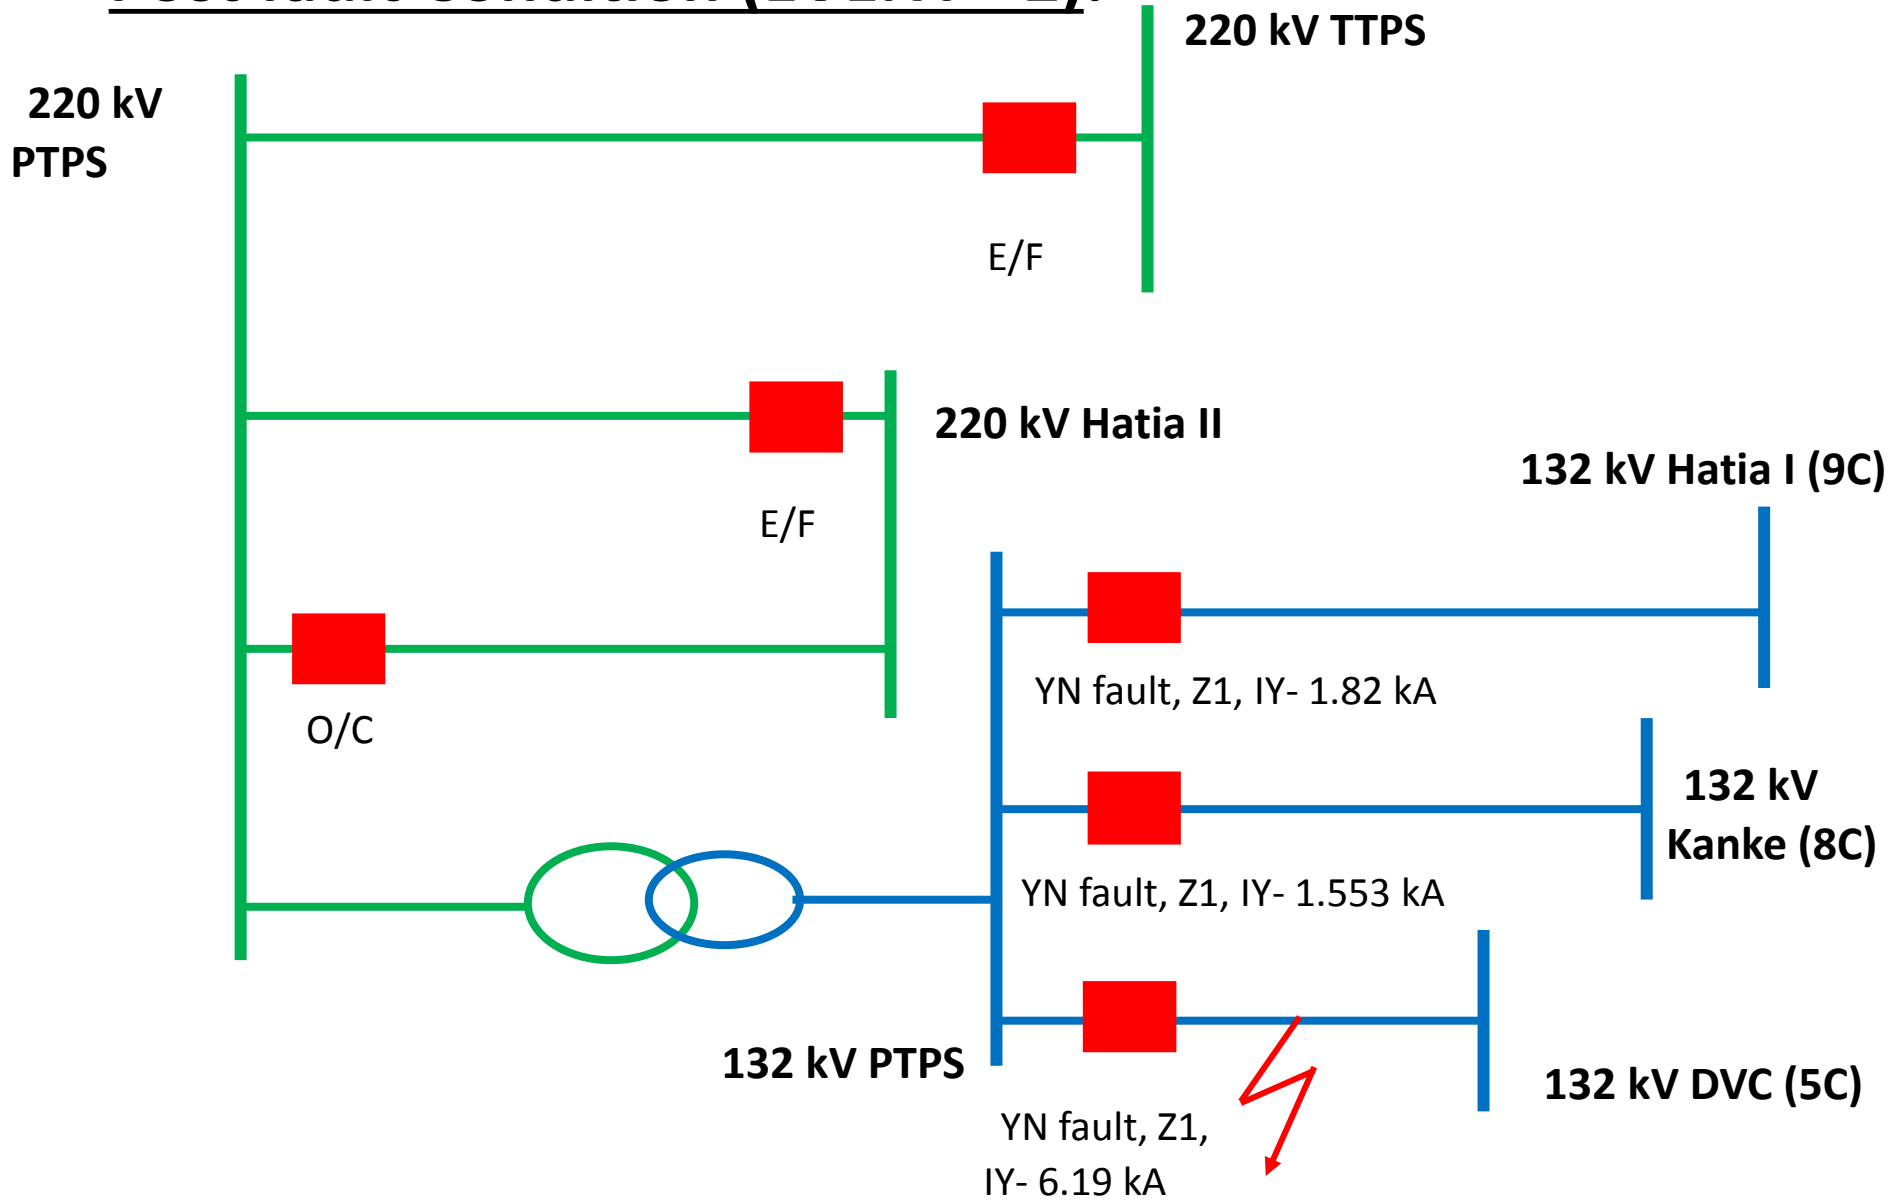 220 kV TTPS
220 kV
PTPS
E/F
220 kV Hatia II
132 kV Hatia I (9C)
E/F
YN fault, Z1, IY- 1.82 kA
O/C
132 kV
Kanke (8C)
YN fault, Z1, IY- 1.553 kA
132 kV PTPS
132 kV DVC (5C)
YN fault, Z1,
IY- 6.19 kA